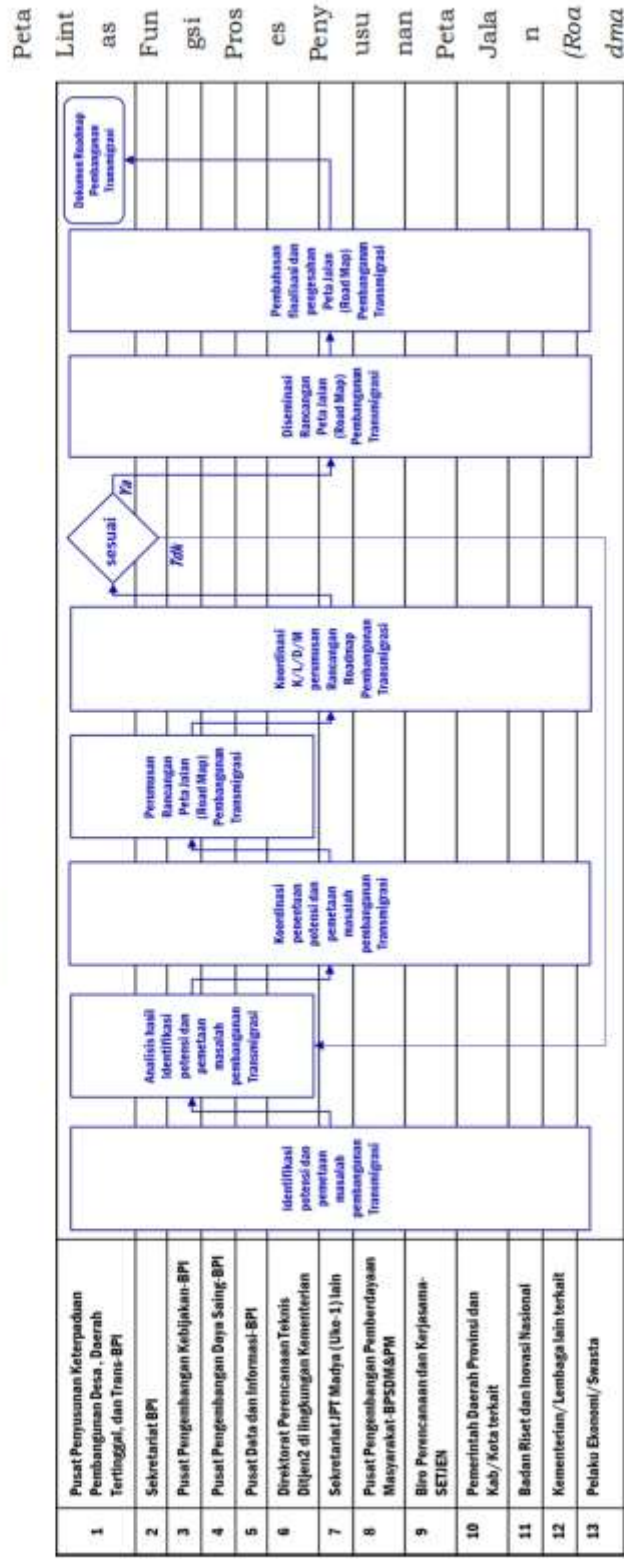 Peta
Lint
as
Fun
gsi
Pros
es
Peny
usu
nan
Peta
Jala
n
(Roa
dma
1
Pusat Penyusunan Keterpaduan
Pembangunan Desa, Daerah
Tertinggal, dan Trans-BPI
2
Sekretariat BPI
3
Pusat Pengembangan Kebijakan-BPI
4
Pusat Pengembangan Daya Saing-BPI
5
Pusat Data dan Informasi-BPI
6
Direktorat Perencanaan Teknis
Ditjen2 di lingkungan Kementerian
7
Sekretariat JPT Madya (Uke-1) lain
8
Pusat Pengembangan Pemberdayaan
Masyarakat-BPSDM&PM
9
Biro Perencanaan dan Kerjasama-
SETJEN
10
Pemerintah Daerah Provinsi dan
Kab/Kota terkait
11
Badan Riset dan Inovasi Nasional
12
Kementerian/Lembaga lain terkait
13
Pelaku Ekonomi/Swasta
Identifikasi
potensi dan
pemetaan
masalah
pembangunan
Transmigrasi
Analisis hasil
Identifikasi
potensi dan
pemetaan
masalah
pembangunan
Transmigrasi
Koordinasi
penentuan
potensi dan
pemetaan
masalah
pembangunan
Transmigrasi
Perumusan
Rancangan
Peta Jalan
(Road Map)
Pembangunan
Transmigrasi
Koordinasi
K/L/D/M
perumusan
Rancangan
Roadmap
Pembangunan
Transmigrasi
sesuai
Ya
Tdk
Diseminasi
Rancangan
Peta Jalan
(Road Map)
Pembangunan
Transmigrasi
Pembahasan
finalisasi dan
pengesahan
Peta Jalan
(Road Map)
Pembangunan
Transmigrasi
Dokumen Roadmap
Pembangunan
Transmigrasi